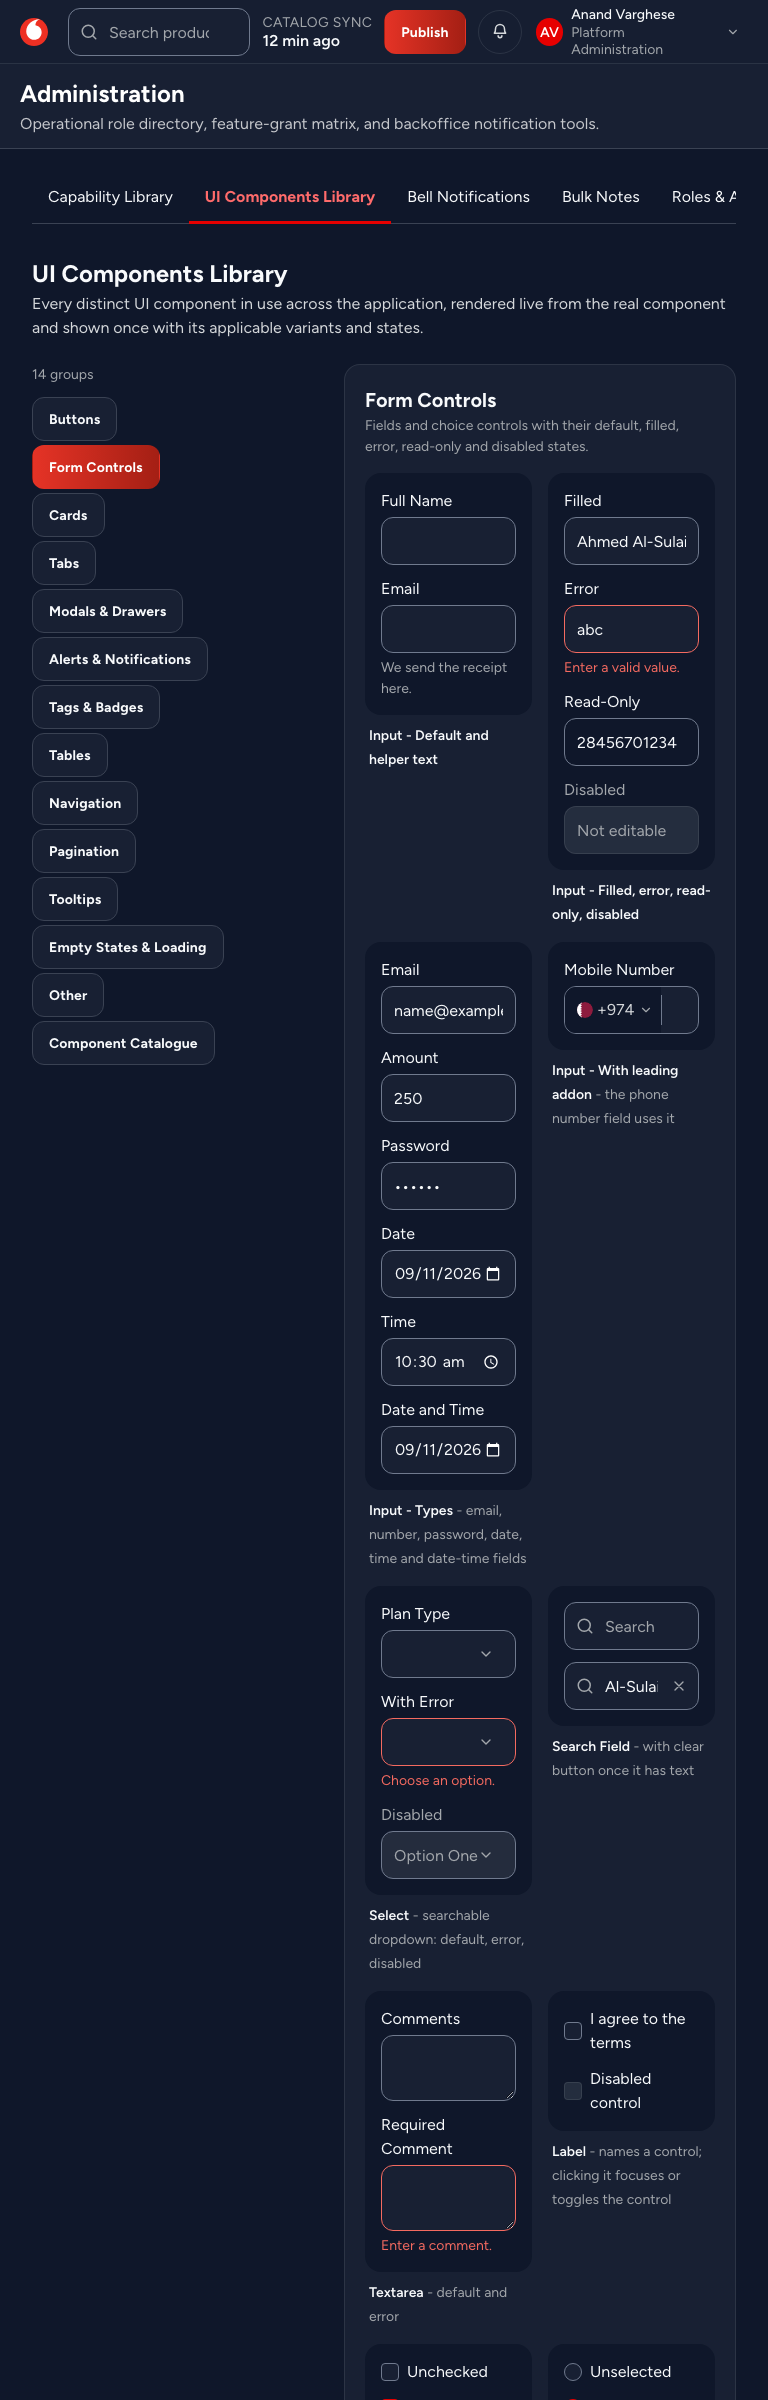 Search produc
CATALOG SYNC
12 min ago
Publish
AV
Anand Varghese
Platform
Administration
Administration
Operational role directory, feature-grant matrix, and backoffice notification tools.
Capability Library
UI Components Library
Bell Notifications
Bulk Notes
Roles & A
UI Components Library
Every distinct UI component in use across the application, rendered live from the real component
and shown once with its applicable variants and states.
14 groups
Buttons
Form Controls
Cards
Tabs
Modals & Drawers
Alerts & Notifications
Tags & Badges
Tables
Navigation
Pagination
Tooltips
Empty States & Loading
Other
Component Catalogue
Form Controls
Fields and choice controls with their default, filled,
error, read-only and disabled states.
Full Name
Email
We send the receipt
here.
Input - Default and
helper text
Filled
Ahmed Al-Sulai
Error
abc
Enter a valid value.
Read-Only
28456701234
Disabled
Not editable
Input - Filled, error, read-
only, disabled
Email
name@example
Amount
250
Password
••••••
Date
09/11/2026
Time
10:30 am
Date and Time
09/11/2026
Input - Types - email,
number, password, date,
time and date-time fields
Mobile Number
+974
Input - With leading
addon - the phone
number field uses it
Plan Type
With Error
Choose an option.
Disabled
Option One
Select - searchable
dropdown: default, error,
disabled
Search
Al-Sulai
Search Field - with clear
button once it has text
Comments
Required
Comment
Enter a comment.
Textarea - default and
error
I agree to the
terms
Disabled
control
Label - names a control;
clicking it focuses or
toggles the control
Unchecked
Unselected